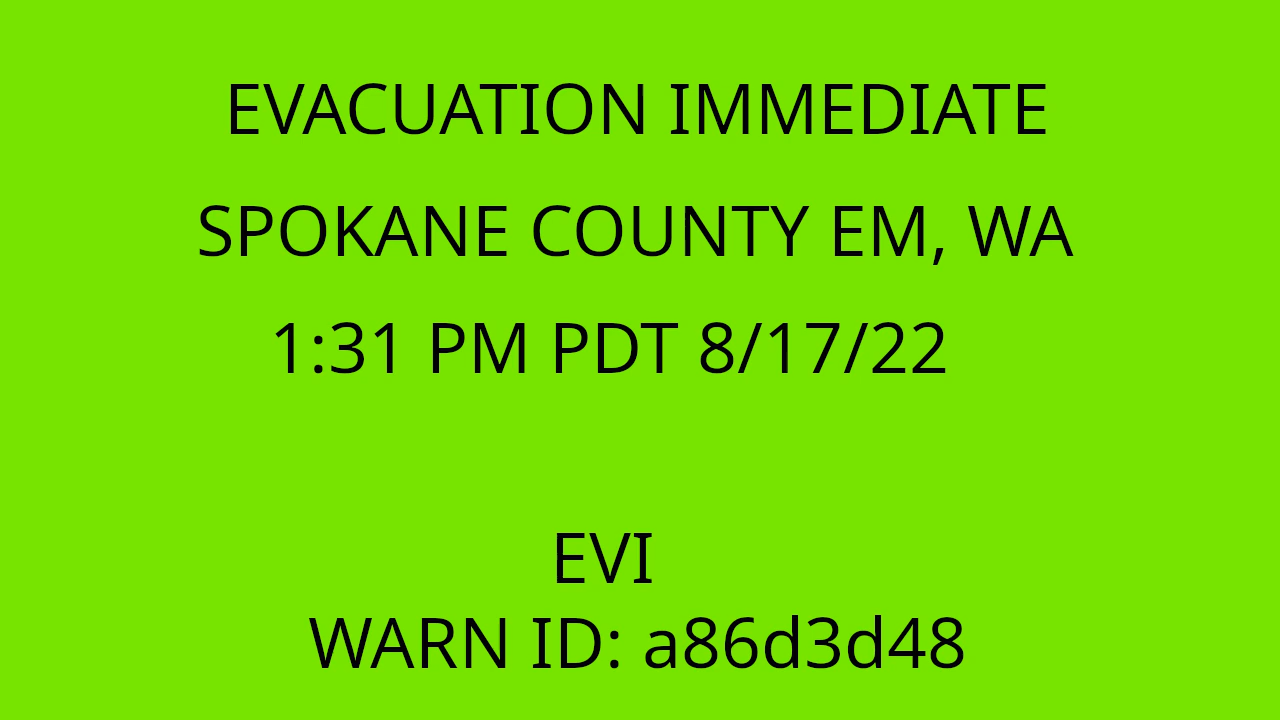 EVACUATION IMMEDIATE
SPOKANE COUNTY EM, WA
1:31 PM PDT 8/17/22
EVI
WARN ID: a86d3d48